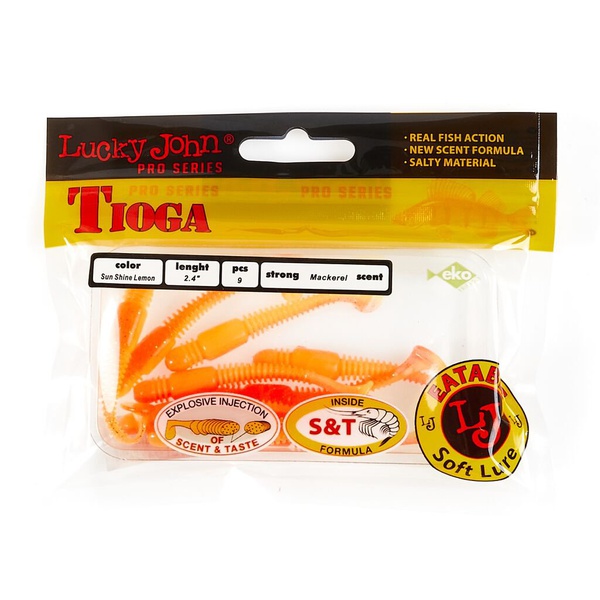 Lucky John®
PRO SERIES
· REAL FISH ACTION
· NEW SCENT FORMULA
· SALTY MATERIAL
PRO SERIES PRO SERIES
TIOGA
color
Sun Shine Lemon
lenght
2.4"
pcs
9
strong Mackerel scent
eko
EXPLOSIVE INJECTION
OF
SCENT & TASTE
INSIDE
S&T
FORMULA
LJ
LJ
LJ
Soft Lure